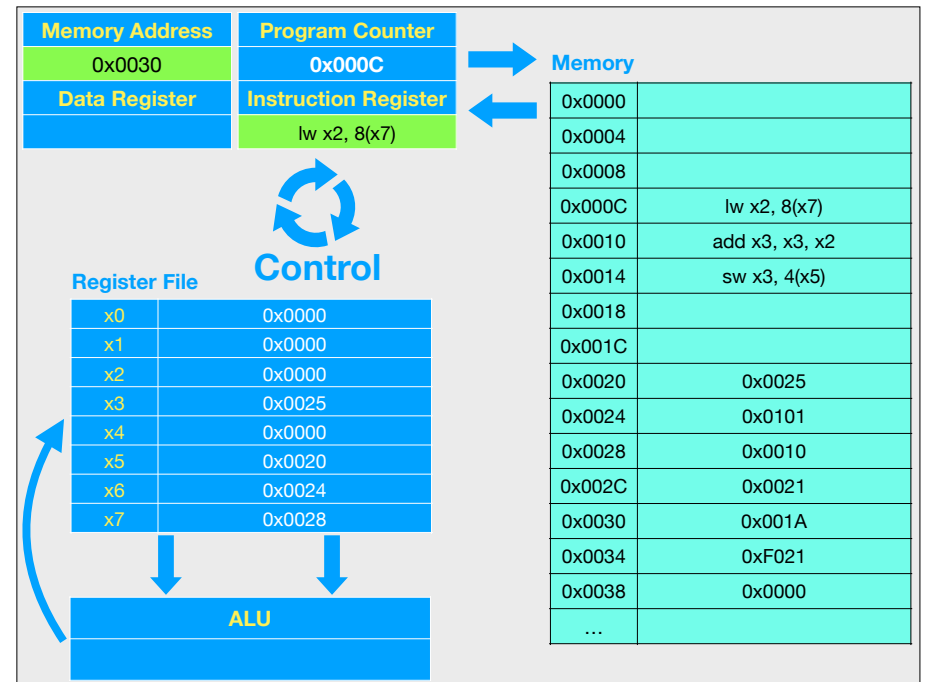 Memory Address Program Counter
0x0030 0x000C
Data Register Instruction Register
lw x2, 8(x7)
Control
Register File
x0 0x0000
x1 0x0000
x2 0x0000
x3 0x0025
x4 0x0000
x5 0x0020
x6 0x0024
x7 0x0028
ALU
Memory
0x0000
0x0004
0x0008
0x000C lw x2, 8(x7)
0x0010 add x3, x3, x2
0x0014 sw x3, 4(x5)
0x0018
0x001C
0x0020 0x0025
0x0024 0x0101
0x0028 0x0010
0x002C 0x0021
0x0030 0x001A
0x0034 0xF021
0x0038 0x0000
…